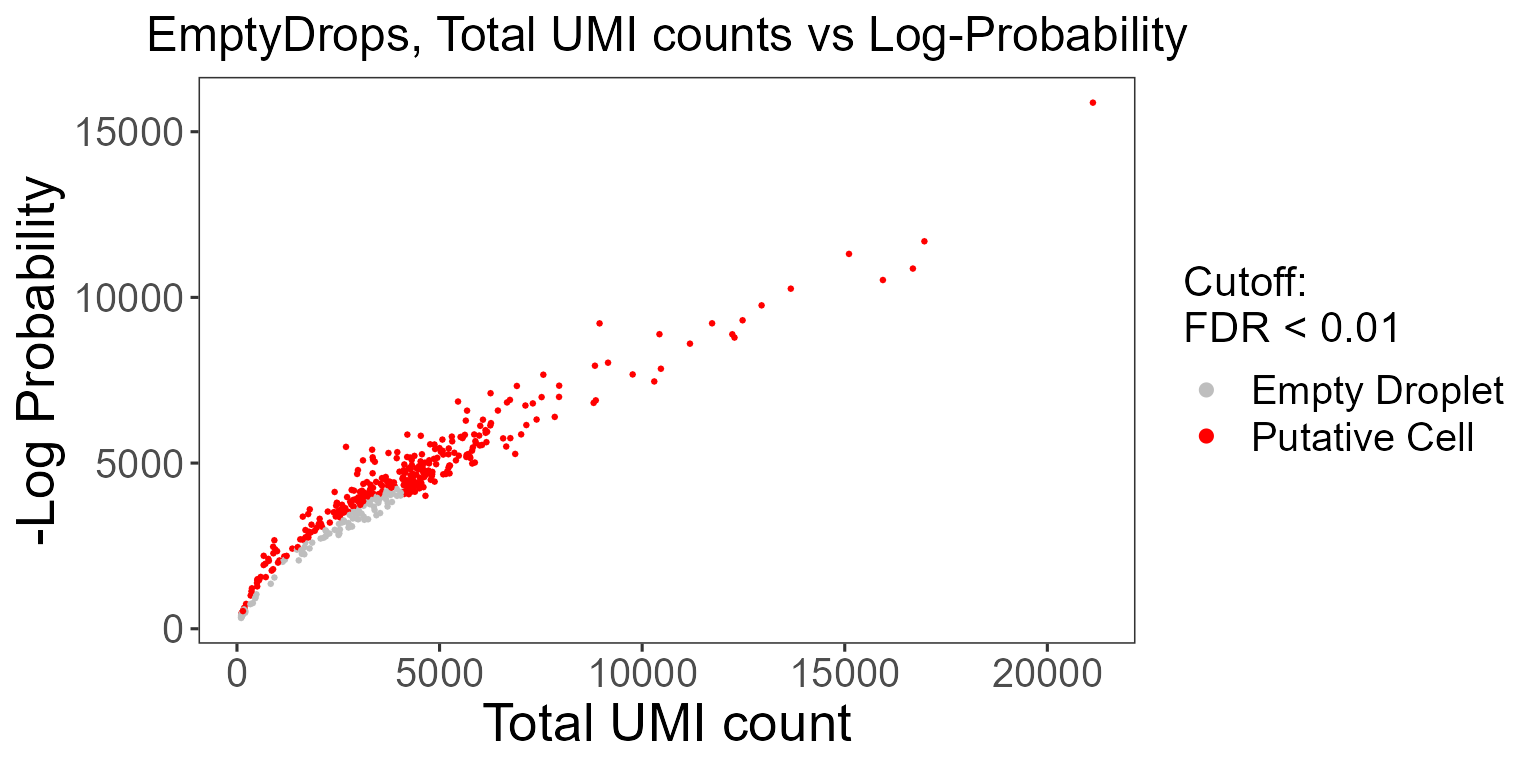 EmptyDrops, Total UMI counts vs Log-Probability
-Log Probability
15000
10000
5000
0
0 5000 10000 15000 20000
Total UMI count
Cutoff:
FDR < 0.01
Empty Droplet
Putative Cell